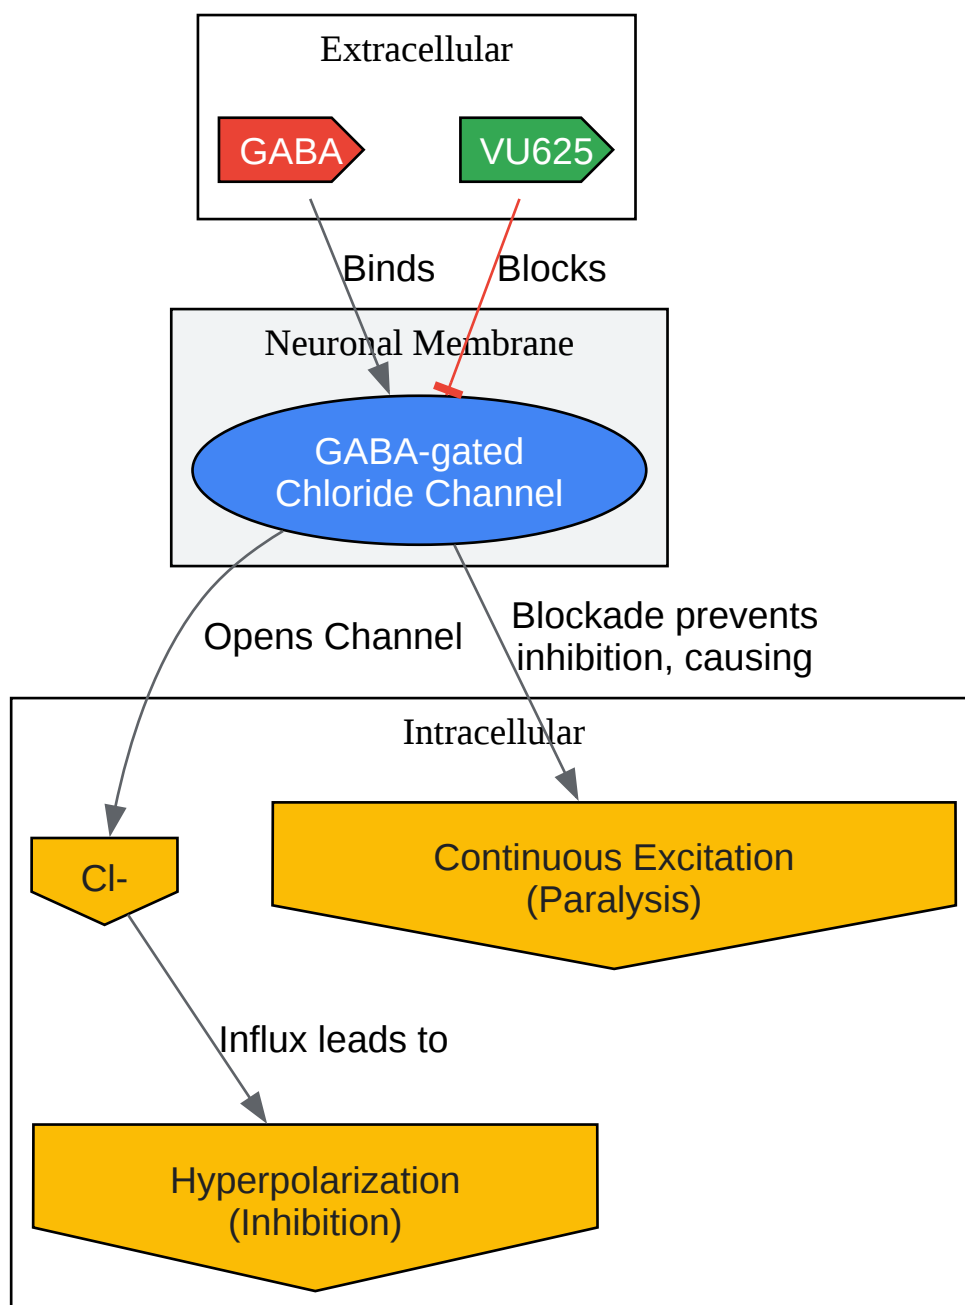 Extracellular
GABA
VU625
Binds
Blocks
Neuronal Membrane
GABA-gated
Chloride Channel
Opens Channel
Blockade prevents
inhibition, causing
Intracellular
Cl-
Continuous Excitation
(Paralysis)
Influx leads to
Hyperpolarization
(Inhibition)